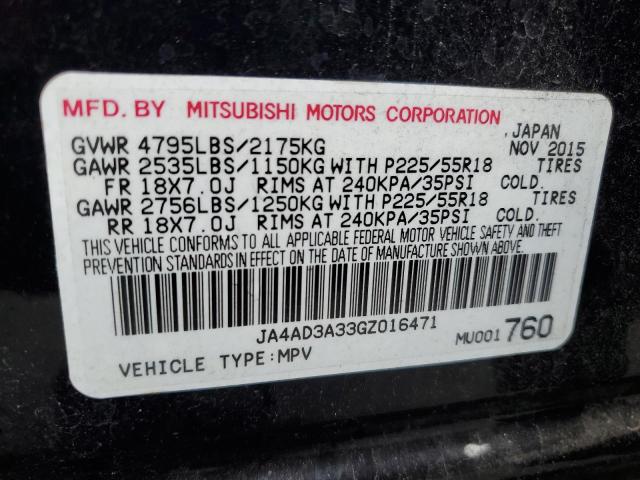 MFD. BY MITSUBISHI MOTORS CORPORATION
,JAPAN
GVWR 4795LBS/2175KG NOV 2015
GAWR 2535LBS/1150KG WITH P225/55R18 TIRES
FR 18X7.0J RIMS AT 240KPA/35PSI COLD.
GAWR 2756LBS/1250KG WITH P225/55R18 TIRES
RR 18X7.0J RIMS AT 240KPA/35PSI COLD.
THIS VEHICLE CONFORMS TO ALL APPLICABLE FEDERAL MOTOR VEHICLE SAFETY AND THEFT
PREVENTION STANDARDS IN EFFECT ON THE DATE OF MANUFACTURE SHOWN ABOVE.
JA4AD3A33GZ016471
MU001760
VEHICLE TYPE:MPV